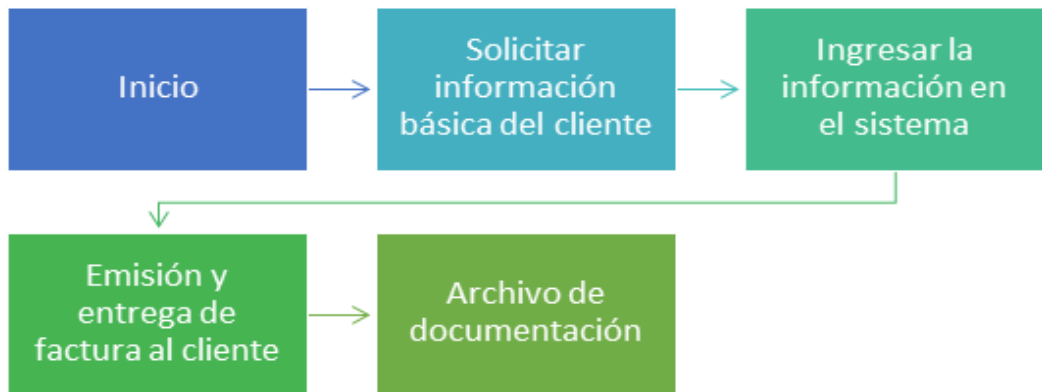 Inicio
Solicitar
información
básica del cliente
Ingresar la
información en
el sistema
Emisión y
entrega de
factura al cliente
Archivo de
documentación